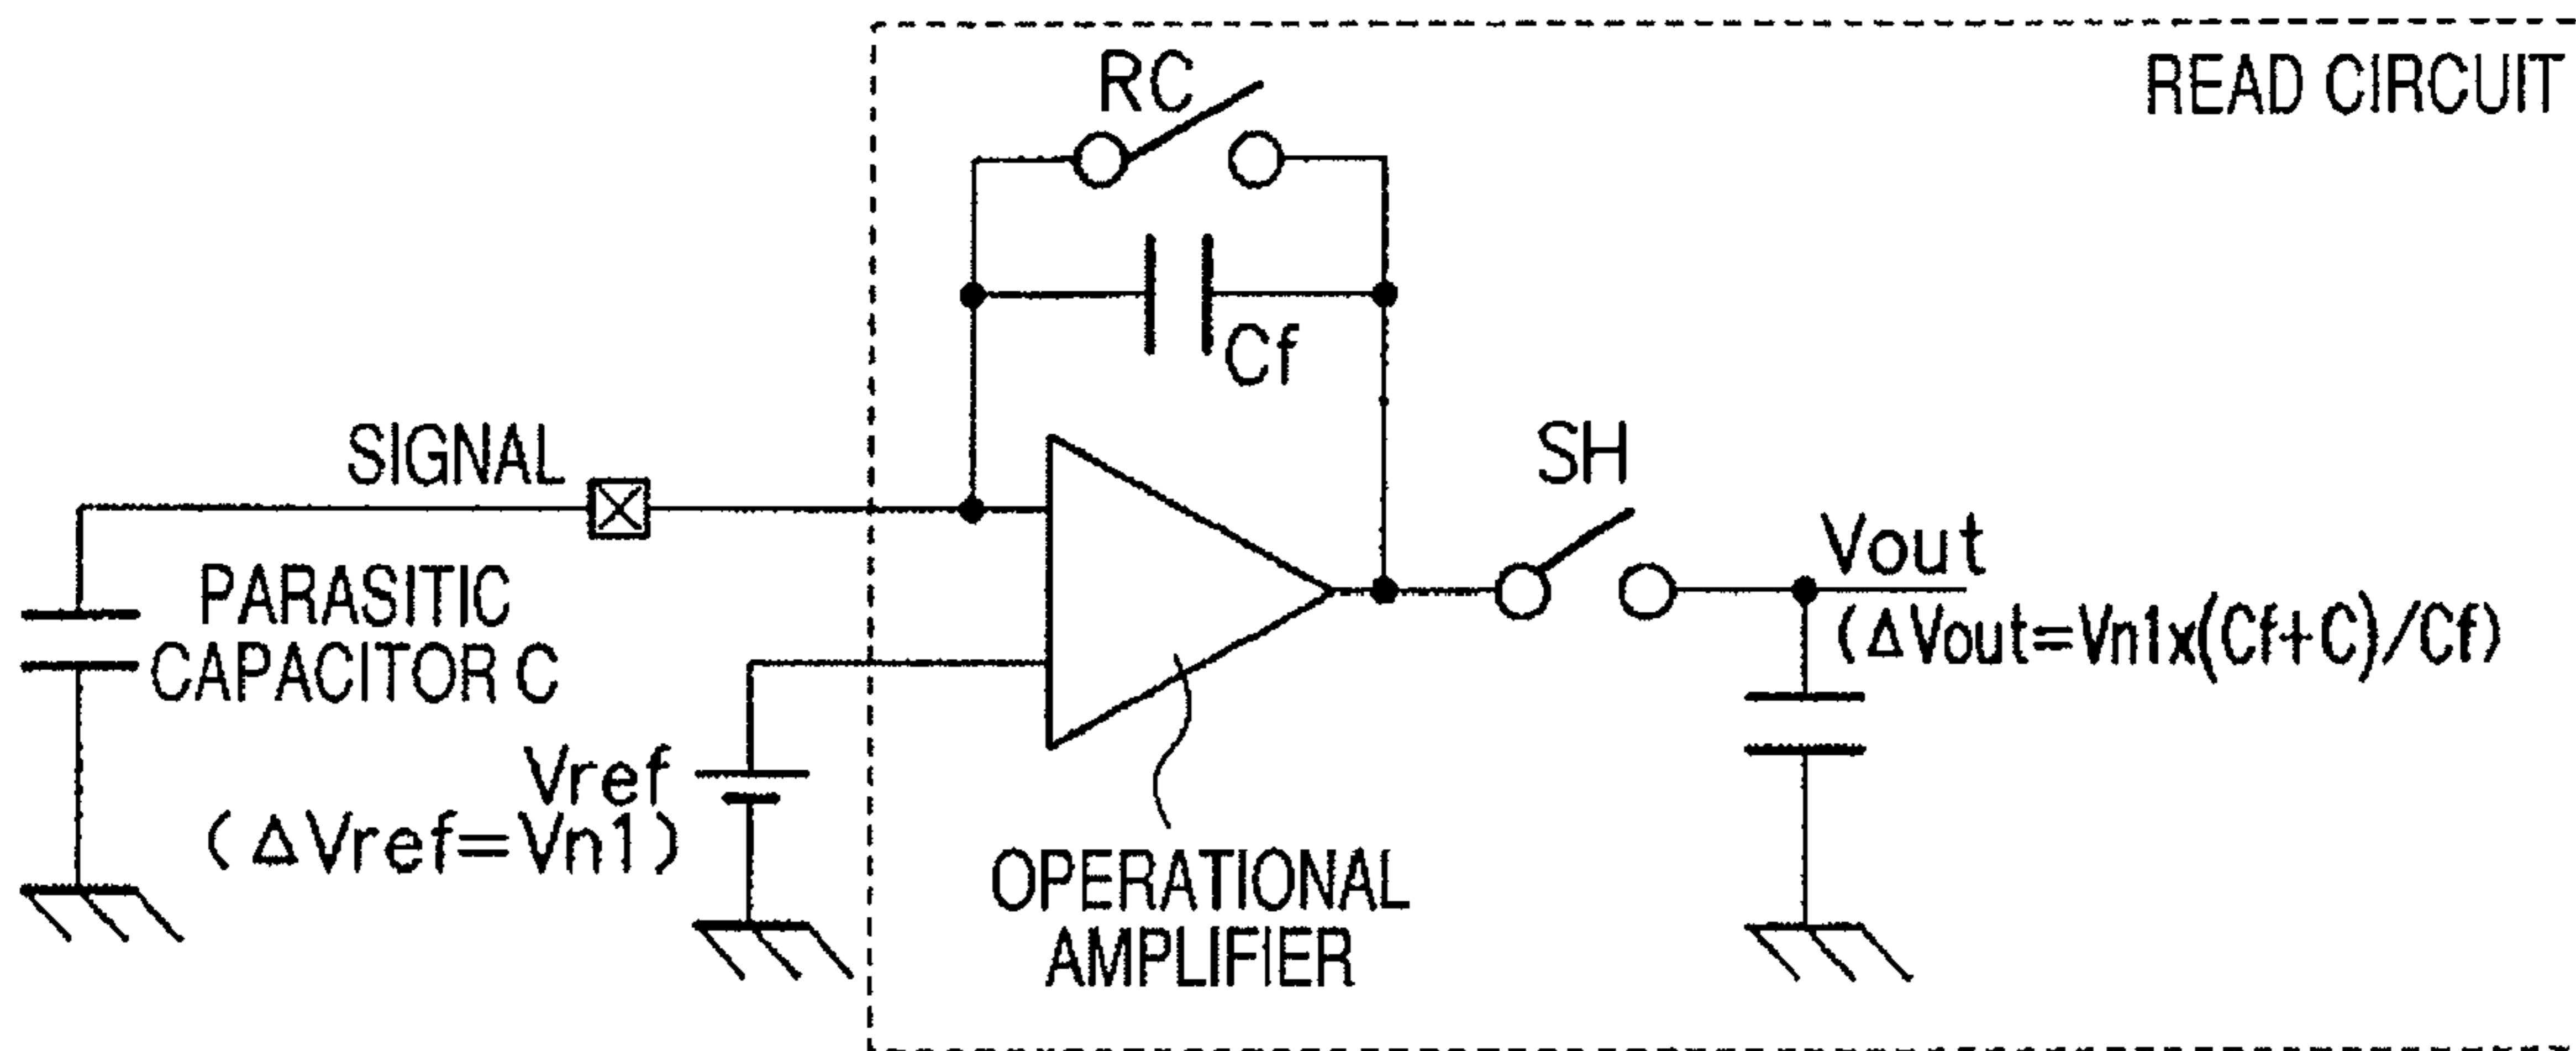 READ CIRCUIT
RC
Cf
SIGNAL
SH
PARASITIC
CAPACITOR C
Vout
(ΔVout=Vn1x(Cf+C)/Cf)
Vref
(ΔVref=Vn1)
OPERATIONAL
AMPLIFIER